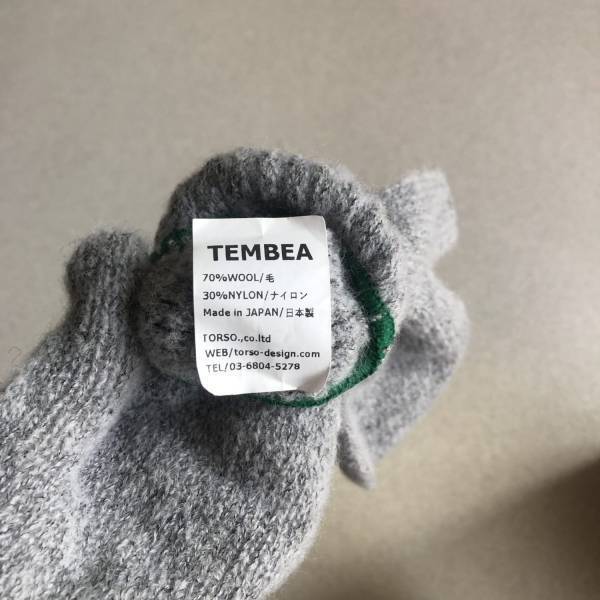 TEMBEA
70%WOOL/毛
30%NYLON/ナイロン
Made in JAPAN/日本製
TORSO.,co.ltd
WEB/torso-design.com
TEL/03-6804-5278